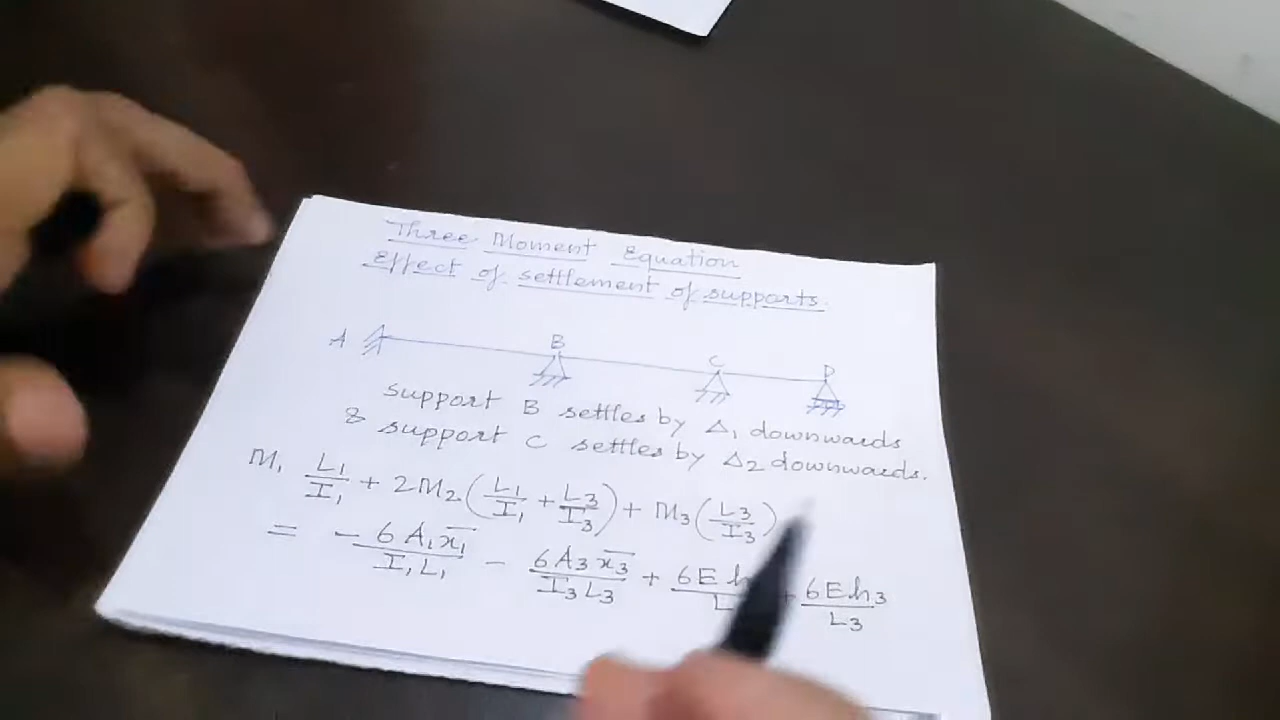 Three Moment Equation
Effect of settlement of supports.
A B C D
support B settles by Δ₁ downwards
& support C settles by Δ₂ downwards.
M₁ L₁/I₁ + 2M₂ (L₁/I₁ + L₃/I₃) + M₃ (L₃/I₃)
= - 6A₁x̄₁/I₁L₁ - 6A₃x̄₃/I₃L₃ + 6Eh/L + 6Eh₃/L₃